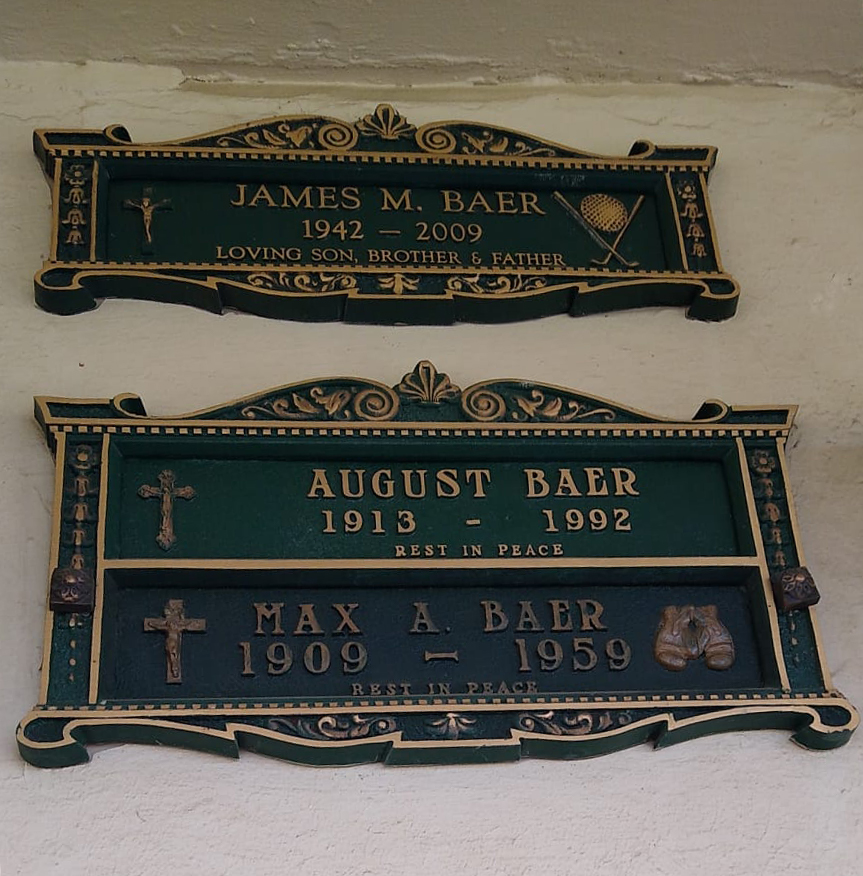 JAMES M. BAER
1942 – 2009
LOVING SON, BROTHER & FATHER
AUGUST BAER
1913 - 1992
REST IN PEACE
MAX A. BAER
1909 - 1959
REST IN PEACE